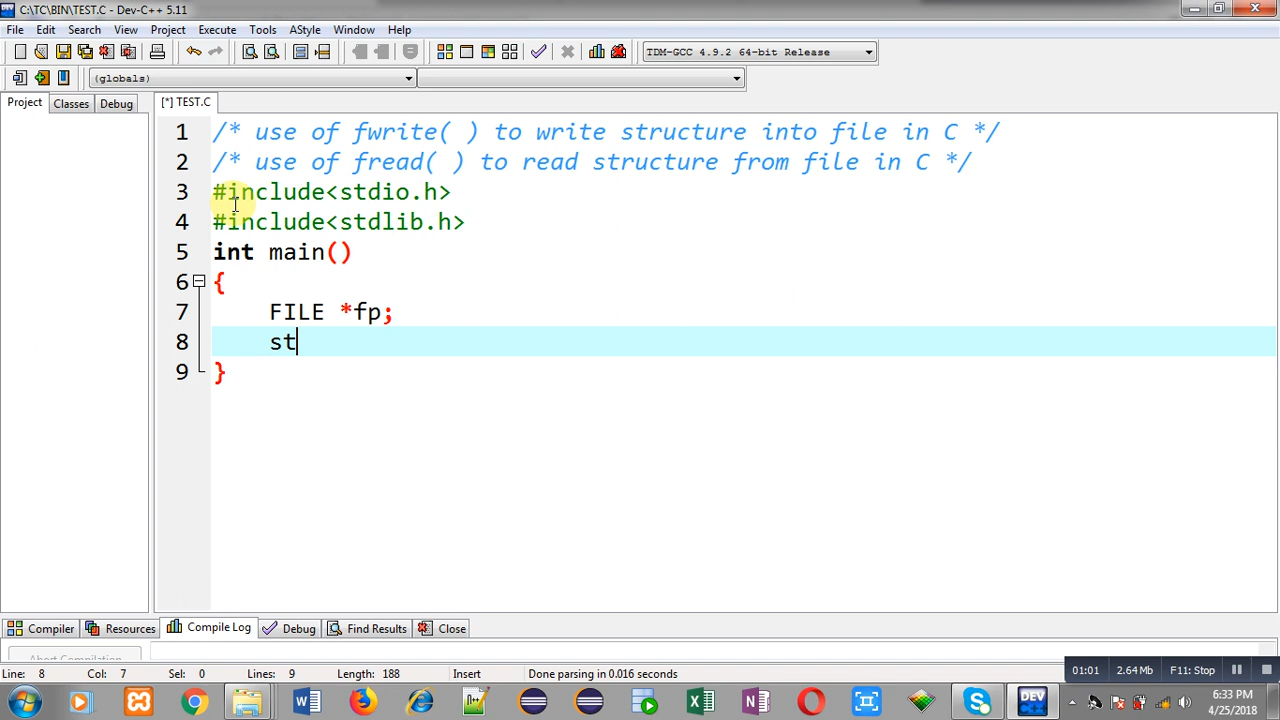 C:\TC\BIN\TEST.C - Dev-C++ 5.11
File Edit Search View Project Execute Tools AStyle Window Help
TDM-GCC 4.9.2 64-bit Release
(globals)
Project Classes Debug
[*] TEST.C
1 /* use of fwrite( ) to write structure into file in C */
2 /* use of fread( ) to read structure from file in C */
3 #include<stdio.h>
4 #include<stdlib.h>
5 int main()
6 {
7 FILE *fp;
8 st
9 }
Compiler Resources Compile Log Debug Find Results Close
Abort Compilation
Line: 8 Col: 7 Sel: 0 Lines: 9 Length: 188 Insert Done parsing in 0.016 seconds
01:01 2.64 Mb F11: Stop
DEV
6:33 PM
4/25/2018